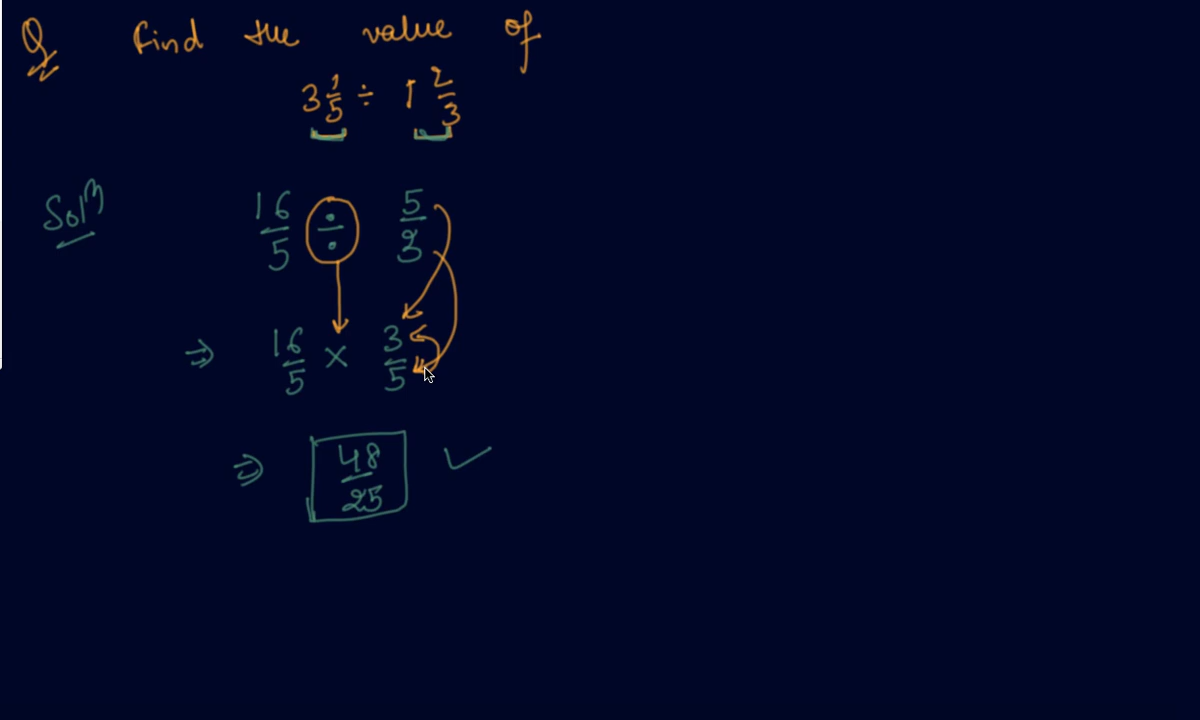 Q Find the value of
3 1/5 ÷ 1 2/3
Solⁿ
16/5 ÷ 5/3
⇒ 16/5 × 3/5
⇒ 48/25 ✓